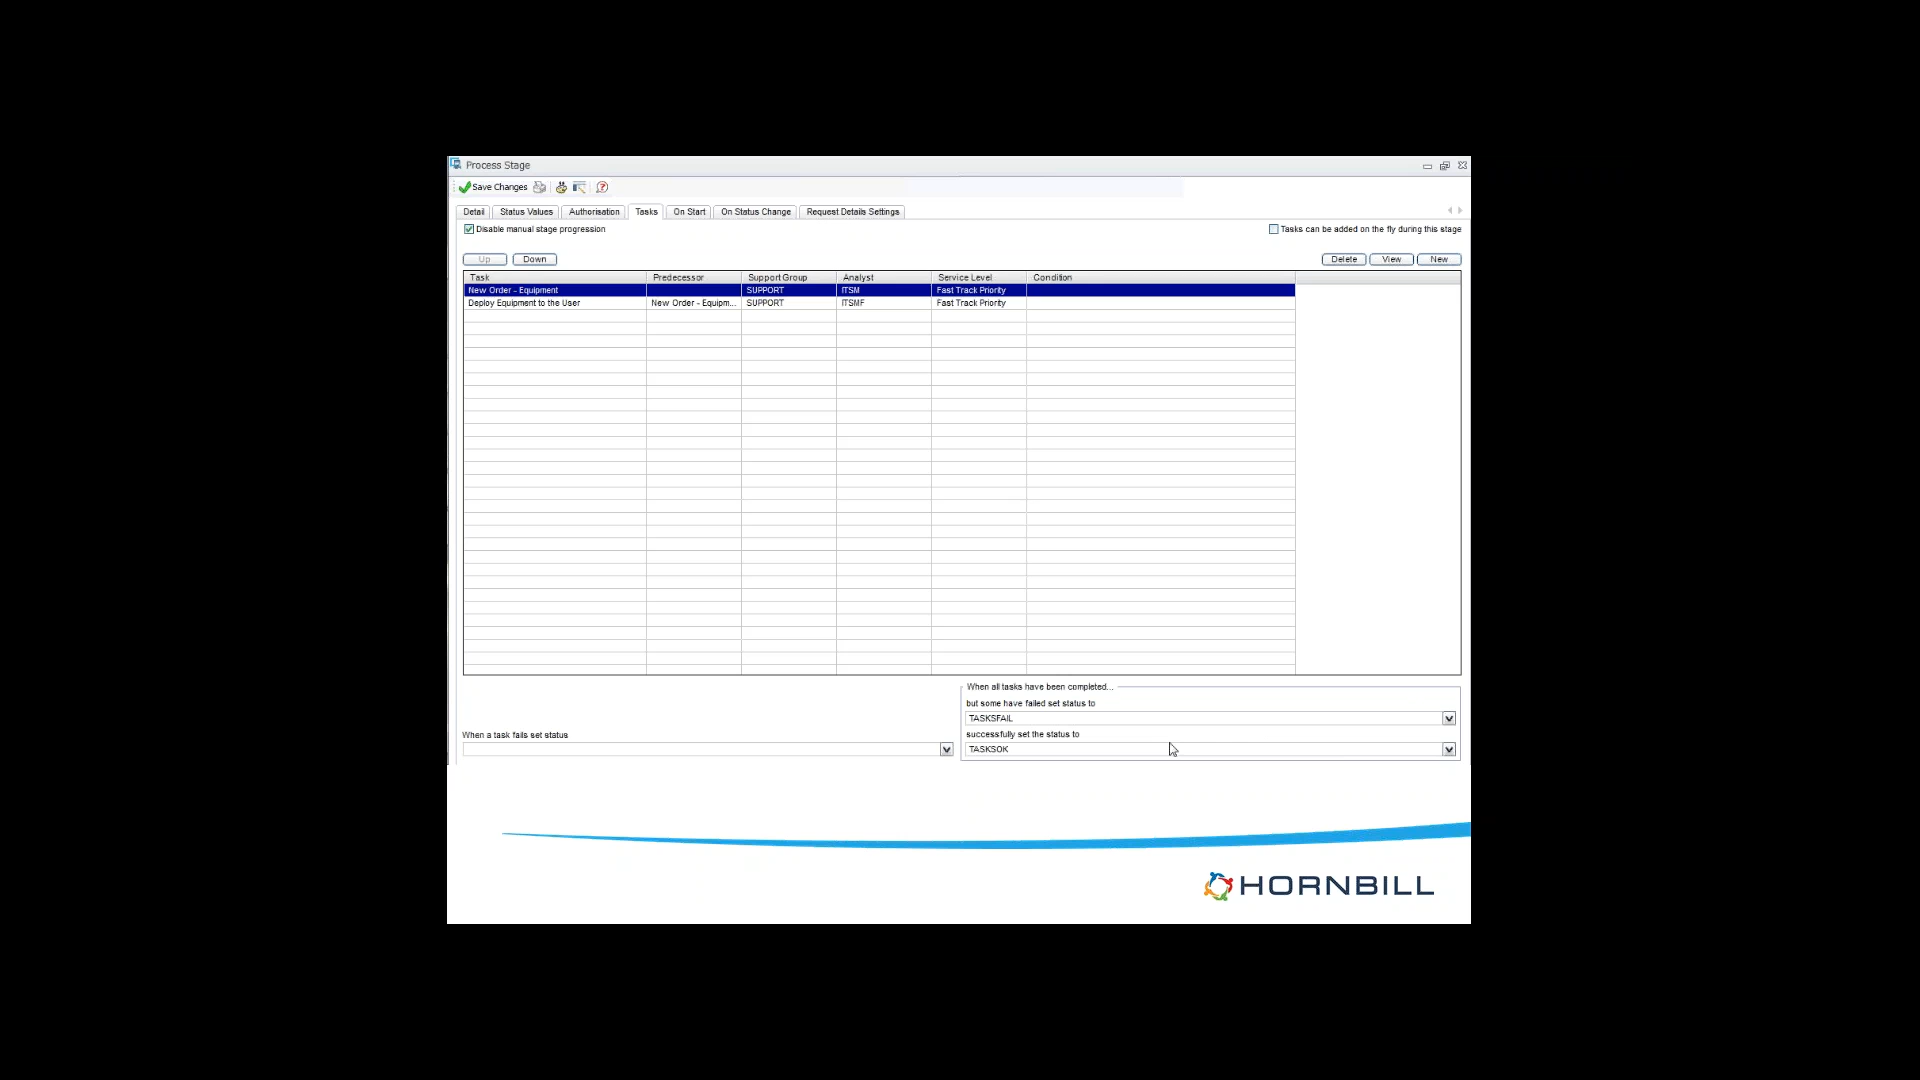 Process Stage
Save Changes
Detail Status Values Authorisation Tasks On Start On Status Change Request Details Settings
Disable manual stage progression Tasks can be added on the fly during this stage
Up Down Delete View New
Task Predecessor Support Group Analyst Service Level Condition
New Order - Equipment SUPPORT ITSM Fast Track Priority
Deploy Equipment to the User New Order - Equipm... SUPPORT ITSMF Fast Track Priority
When all tasks have been completed...
but some have failed set status to
TASKSFAIL
When a task fails set status successfully set the status to
TASKSOK
HORNBILL